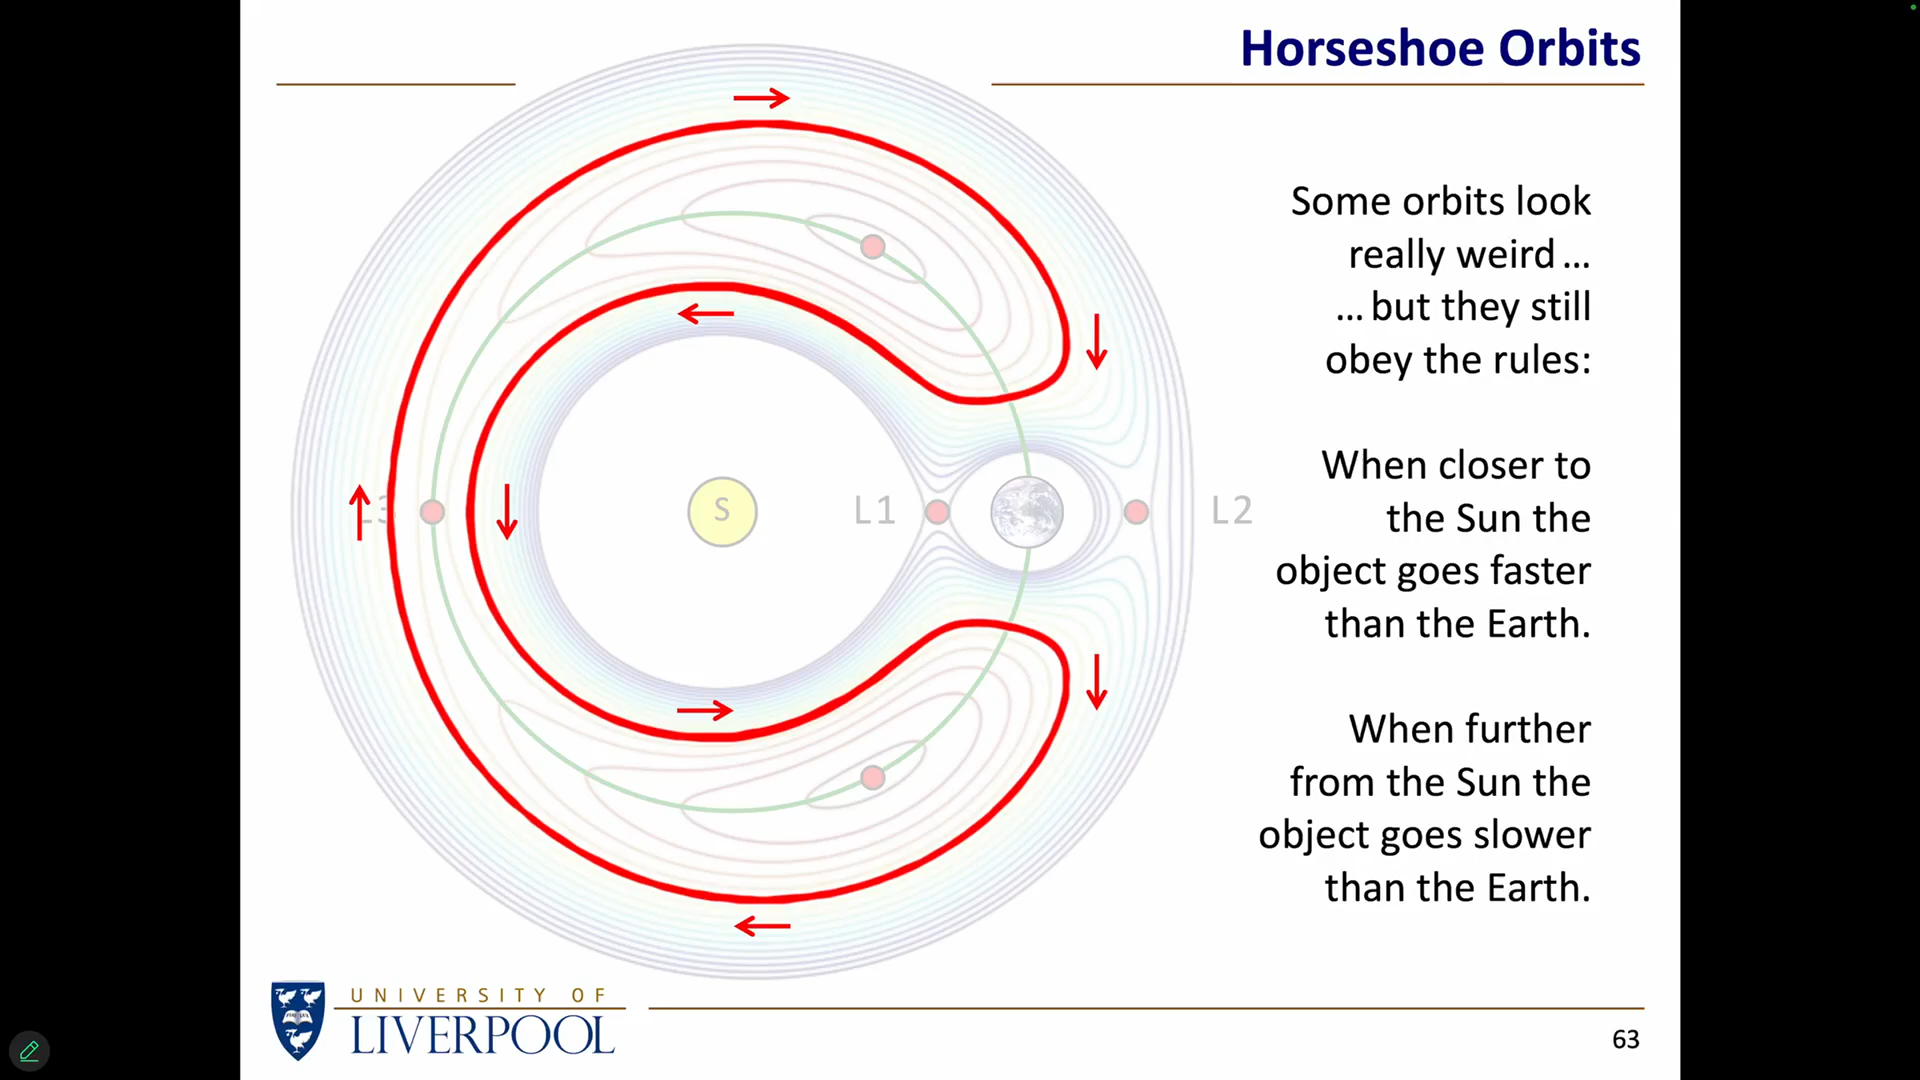 Horseshoe Orbits
Some orbits look
really weird ...
... but they still
obey the rules:
When closer to
the Sun the
object goes faster
than the Earth.
When further
from the Sun the
object goes slower
than the Earth.
L3
S
L1
L2
UNIVERSITY OF
LIVERPOOL
63